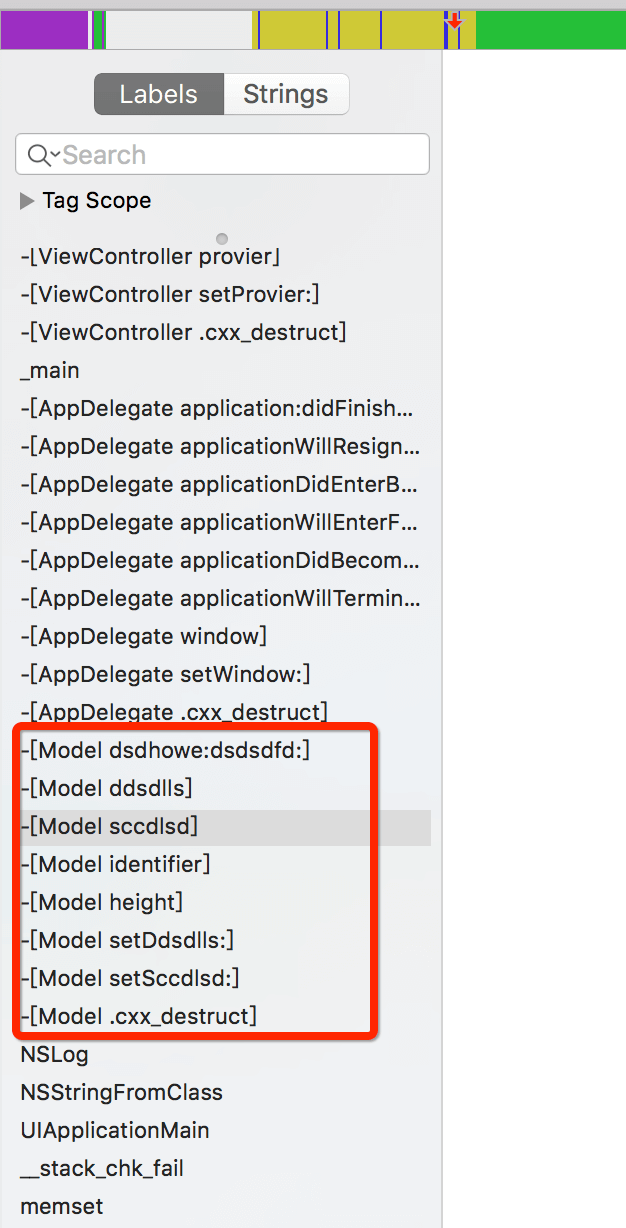 Labels Strings
Search
Tag Scope
-[ViewController provier]
-[ViewController setProvier:]
-[ViewController .cxx_destruct]
_main
-[AppDelegate application:didFinish...
-[AppDelegate applicationWillResign...
-[AppDelegate applicationDidEnterB...
-[AppDelegate applicationWillEnterF...
-[AppDelegate applicationDidBecom...
-[AppDelegate applicationWillTermin...
-[AppDelegate window]
-[AppDelegate setWindow:]
-[AppDelegate .cxx_destruct]
-[Model dsdhowe:dsdsdfd:]
-[Model ddsdlls]
-[Model sccdlsd]
-[Model identifier]
-[Model height]
-[Model setDdsdlls:]
-[Model setSccdlsd:]
-[Model .cxx_destruct]
NSLog
NSStringFromClass
UIApplicationMain
__stack_chk_fail
memset